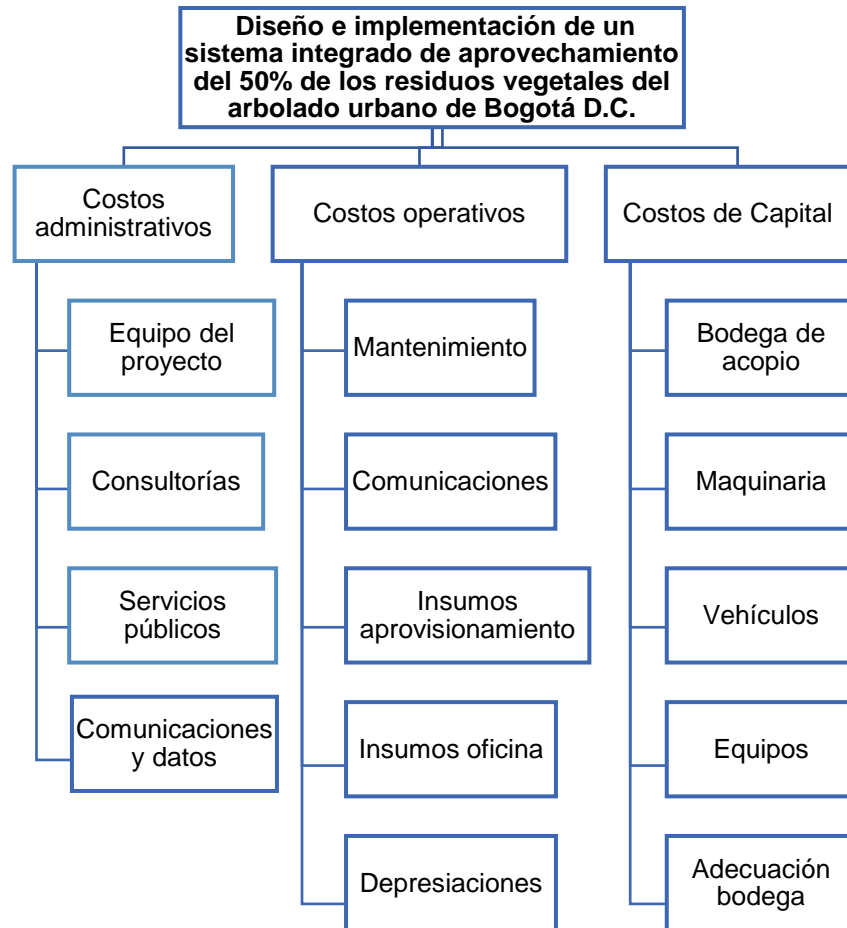 Diseño e implementación de un
sistema integrado de aprovechamiento
del 50% de los residuos vegetales del
arbolado urbano de Bogotá D.C.
Costos
administrativos
Equipo del
proyecto
Consultorías
Servicios
públicos
Comunicaciones
y datos
Costos operativos
Mantenimiento
Comunicaciones
Insumos
aprovisionamiento
Insumos oficina
Depresiaciones
Costos de Capital
Bodega de
acopio
Maquinaria
Vehículos
Equipos
Adecuación
bodega